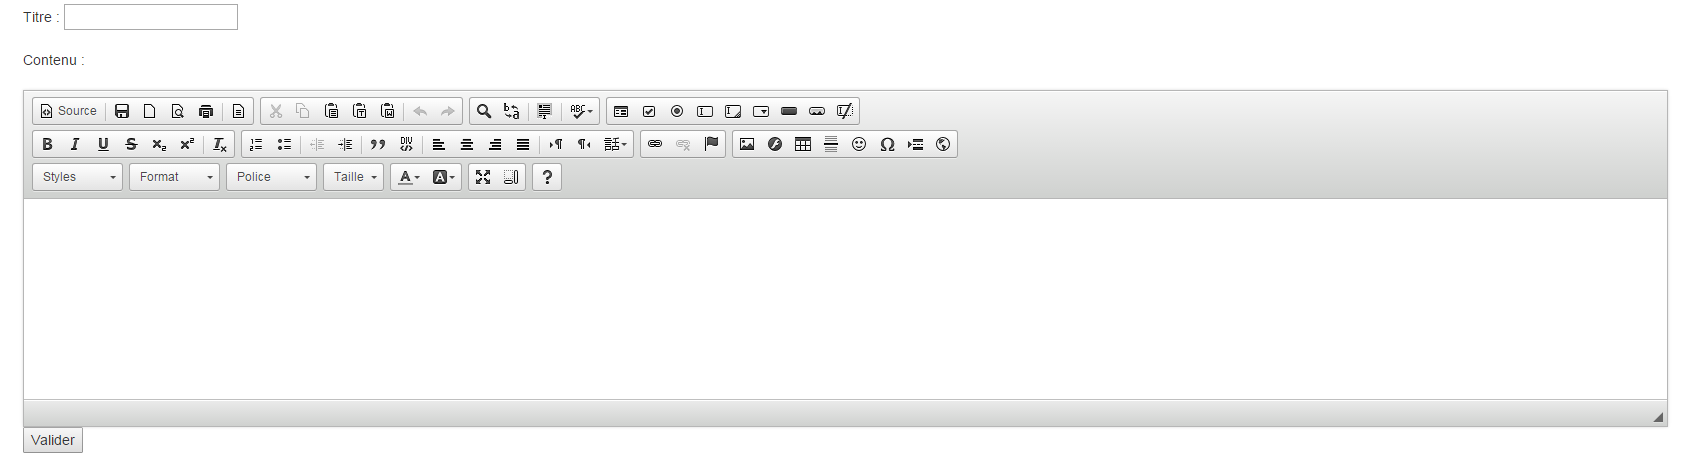 Titre :
Contenu :
Source
Styles Format Police Taille
Valider